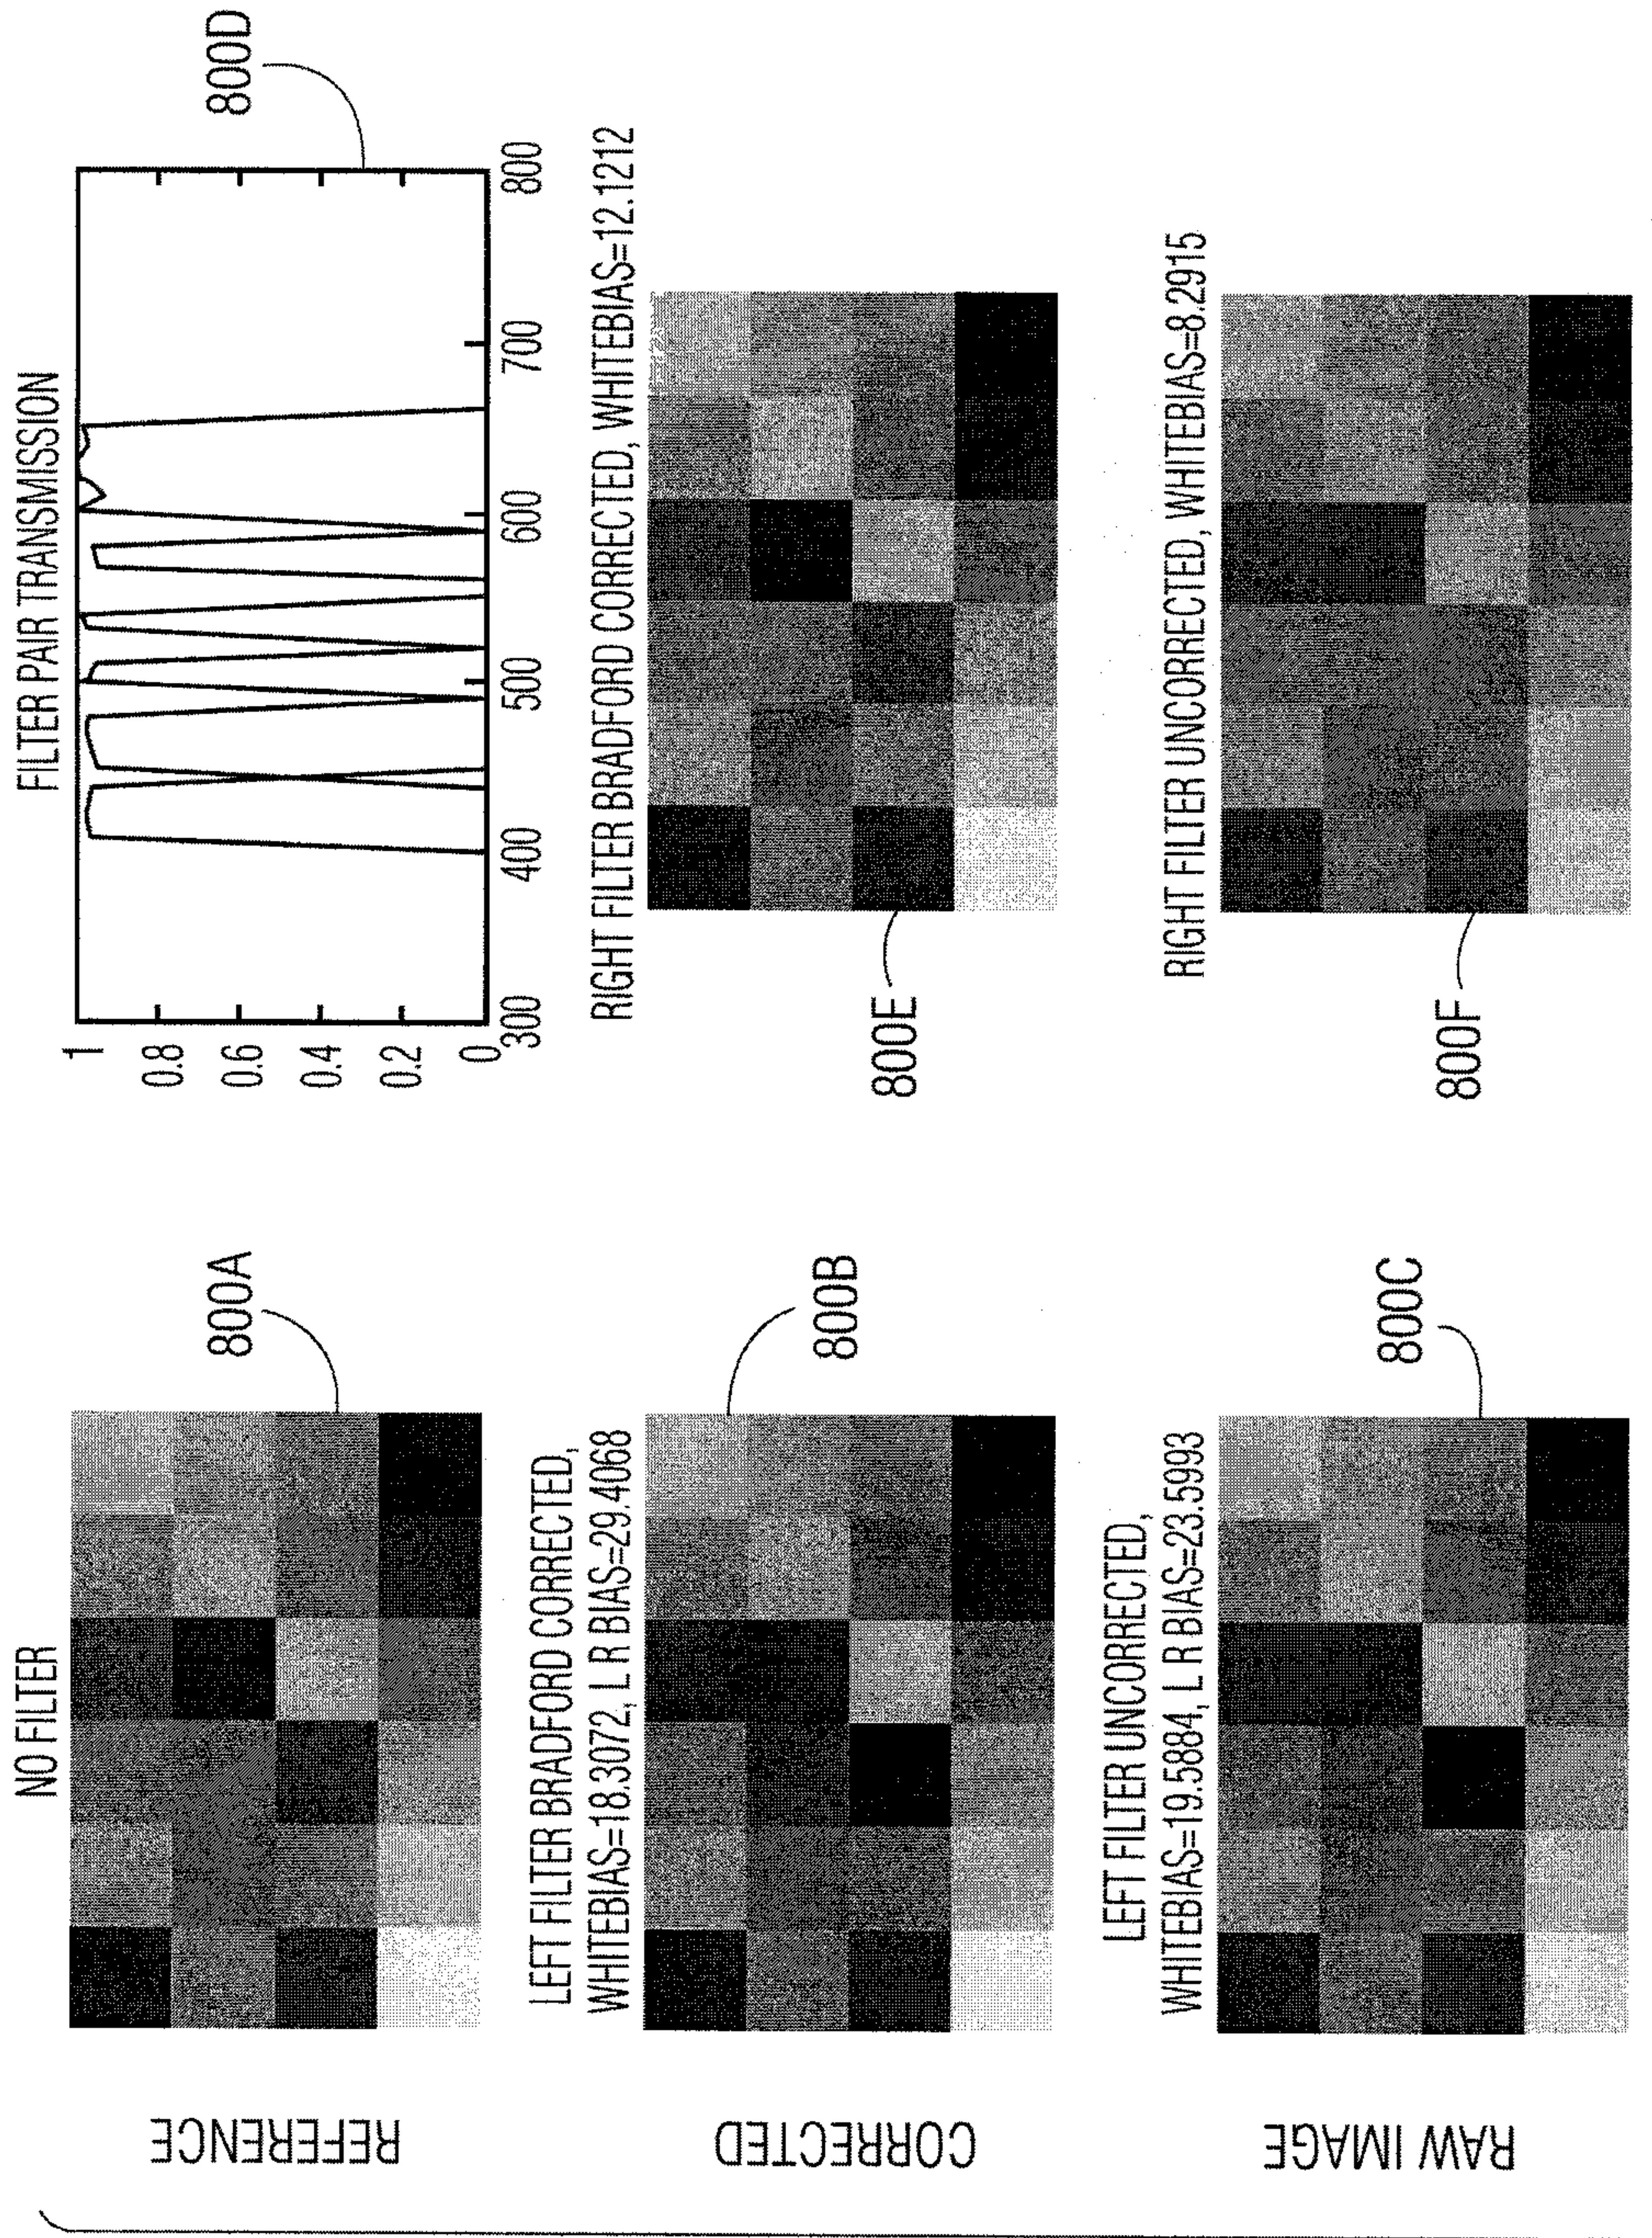 REFERENCE
NO FILTER
800A
FILTER PAIR TRANSMISSION
1
0.8
0.6
0.4
0.2
0
300
400
500
600
700
800
800D
CORRECTED
LEFT FILTER BRADFORD CORRECTED,
WHITEBIAS=18.3072, L R BIAS=29.4068
800B
RIGHT FILTER BRADFORD CORRECTED, WHITEBIAS=12.1212
800E
RAW IMAGE
LEFT FILTER UNCORRECTED,
WHITEBIAS=19.5884, L R BIAS=23.5993
800C
RIGHT FILTER UNCORRECTED, WHITEBIAS=8.2915
800F